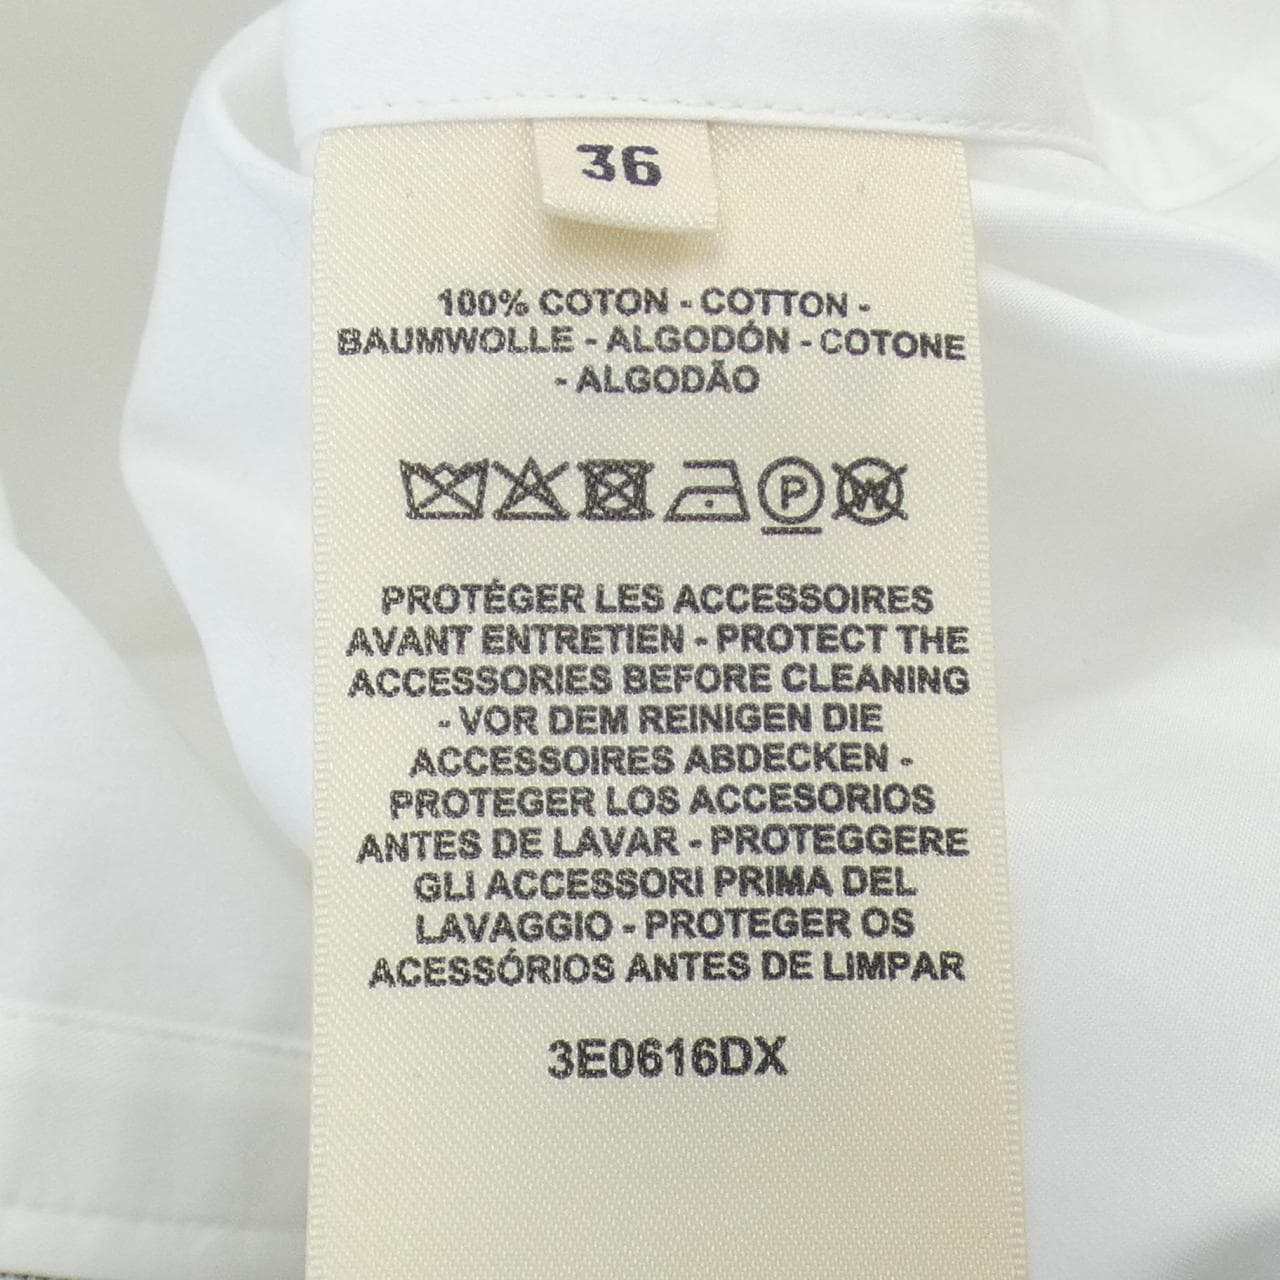 36
100% COTON - COTTON -
BAUMWOLLE - ALGODÓN - COTONE
- ALGODÃO
P W
PROTÉGER LES ACCESSOIRES
AVANT ENTRETIEN - PROTECT THE
ACCESSORIES BEFORE CLEANING
- VOR DEM REINIGEN DIE
ACCESSOIRES ABDECKEN -
PROTEGER LOS ACCESORIOS
ANTES DE LAVAR - PROTEGGERE
GLI ACCESSORI PRIMA DEL
LAVAGGIO - PROTEGER OS
ACESSÓRIOS ANTES DE LIMPAR
3E0616DX